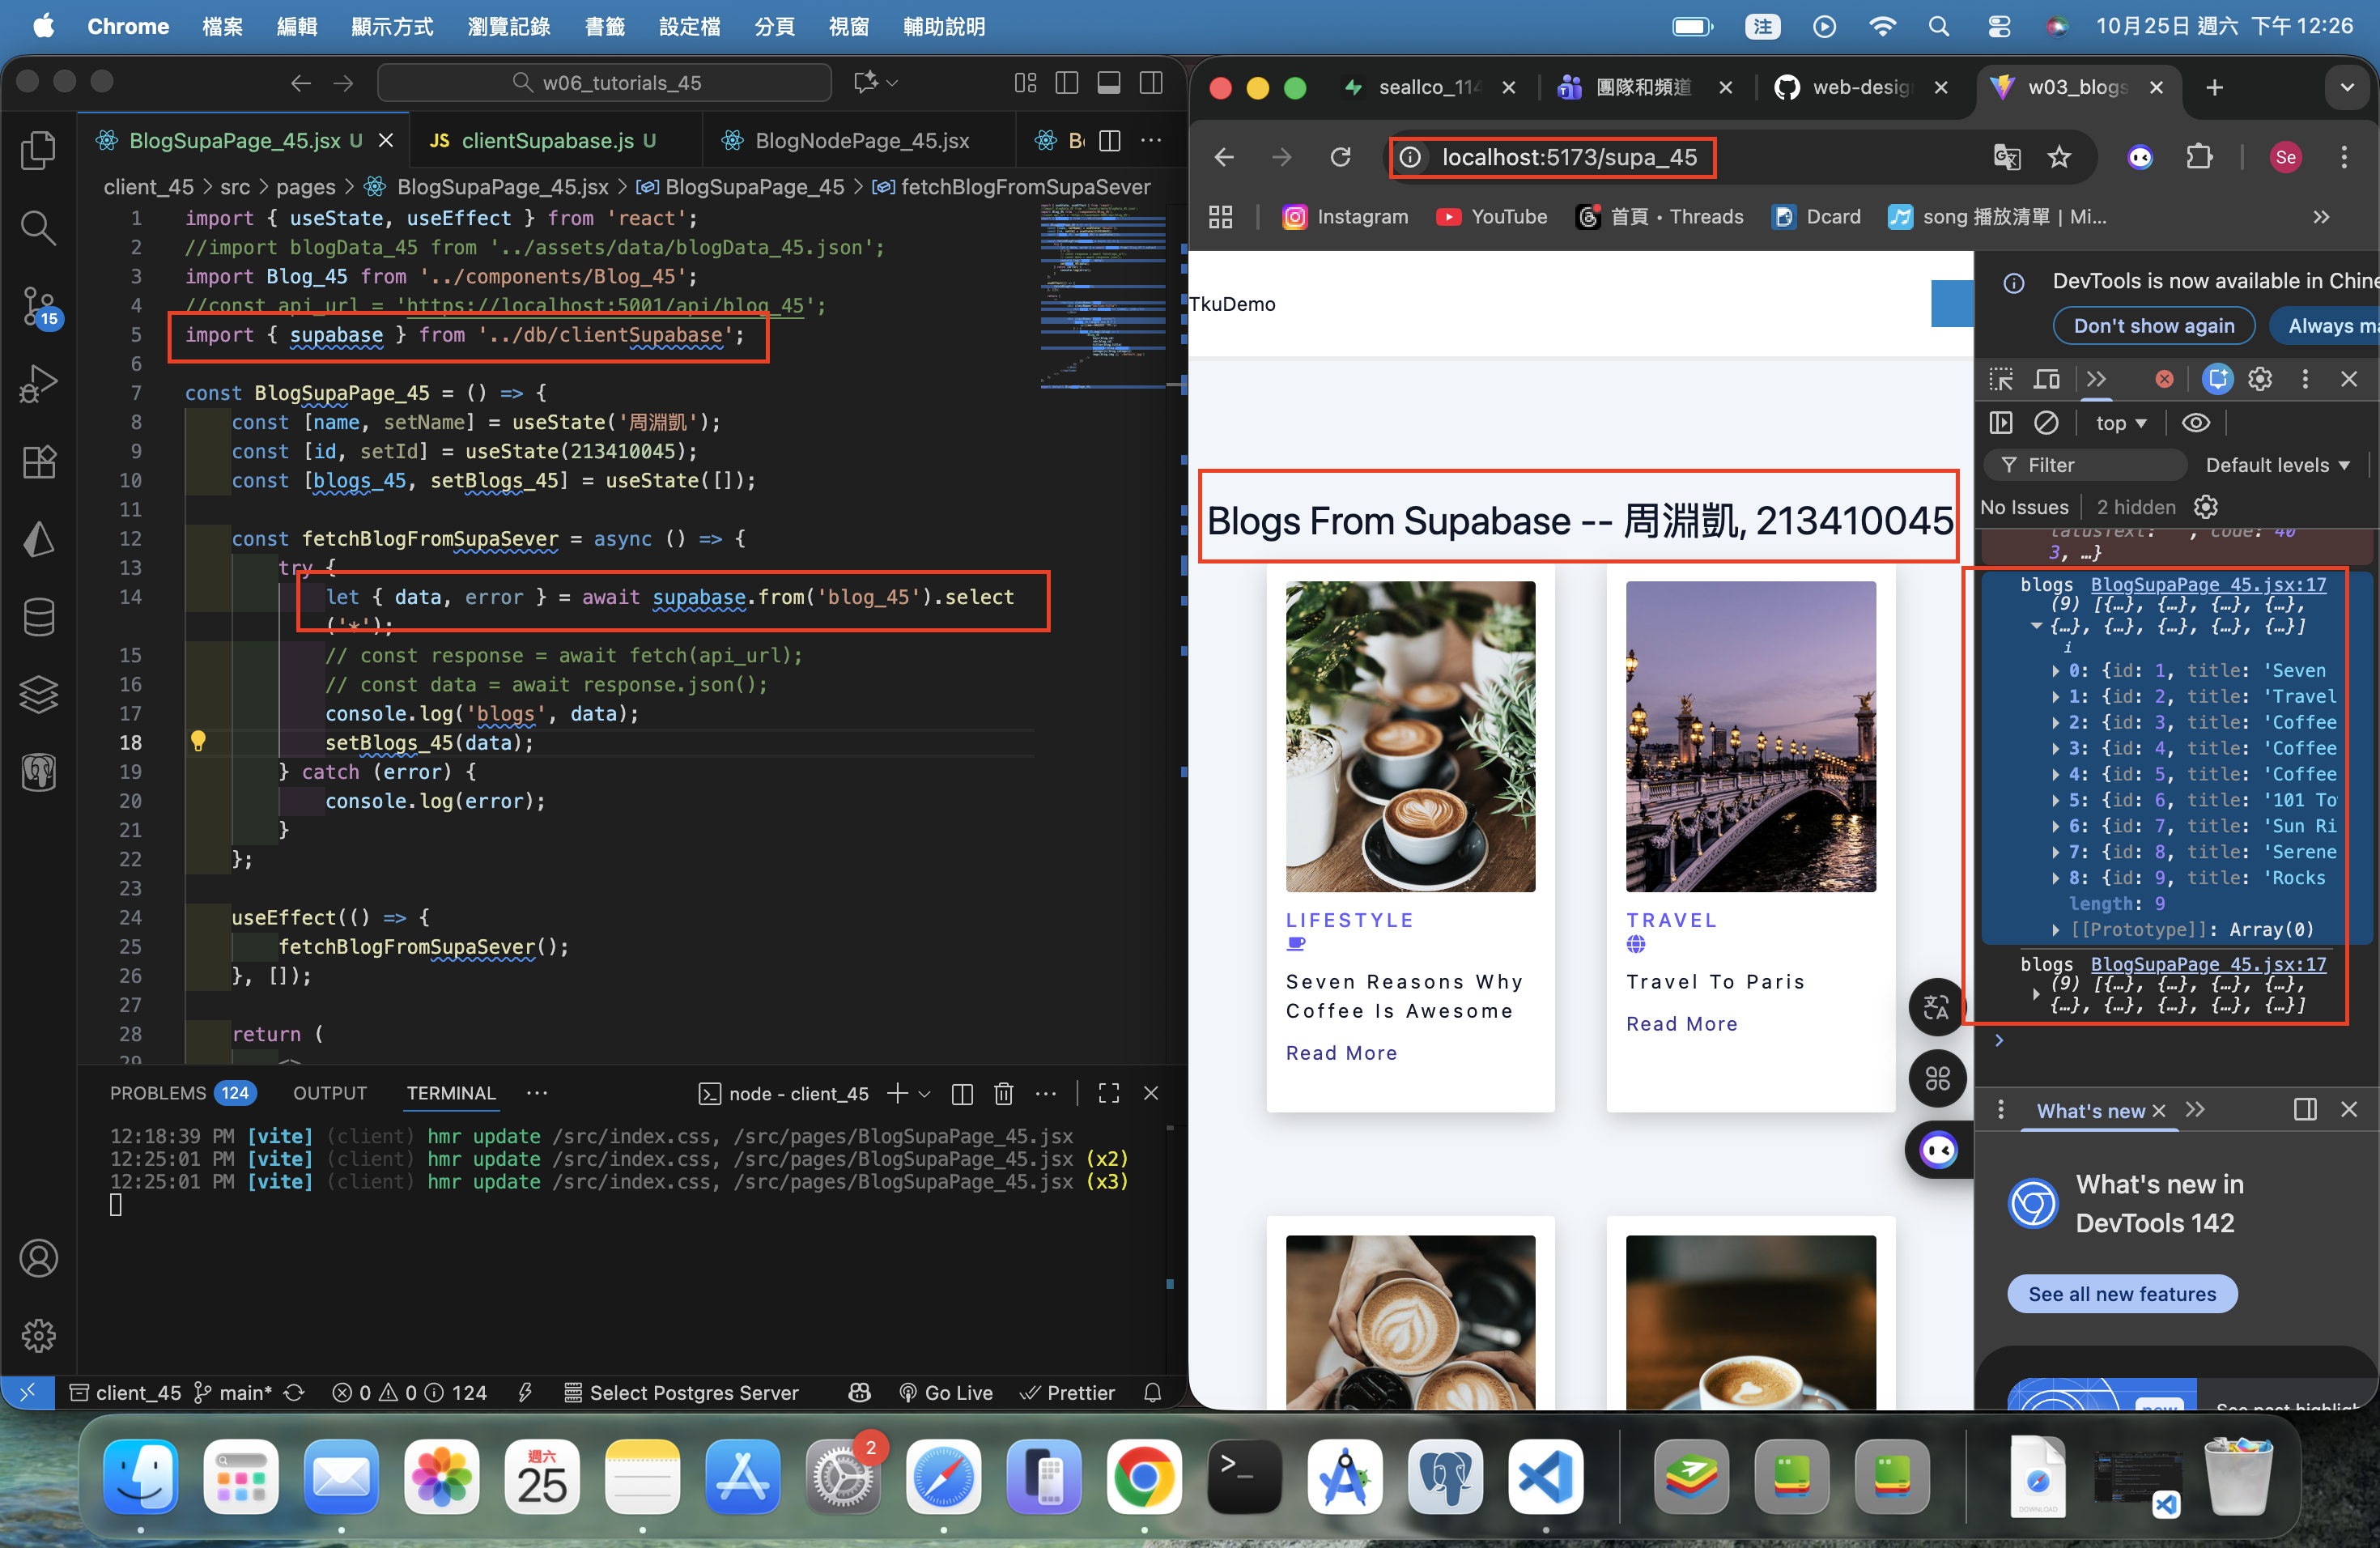 Chrome 檔案 編輯 顯示方式 瀏覽記錄 書籤 設定檔 分頁 視窗 輔助說明 注 10月25日 週六 下午 12:26
w06_tutorials_45
BlogSupaPage_45.jsx U
JS clientSupabase.js U
BlogNodePage_45.jsx
client_45 > src > pages > BlogSupaPage_45.jsx > BlogSupaPage_45 > fetchBlogFromSupaSever
1 import { useState, useEffect } from 'react';
2 //import blogData_45 from '../assets/data/blogData_45.json';
3 import Blog_45 from '../components/Blog_45';
4 //const api_url = 'https://localhost:5001/api/blog_45';
5 import { supabase } from '../db/clientSupabase';
6
7 const BlogSupaPage_45 = () => {
8 const [name, setName] = useState('周淵凱');
9 const [id, setId] = useState(213410045);
10 const [blogs_45, setBlogs_45] = useState([]);
11
12 const fetchBlogFromSupaSever = async () => {
13 try {
14 let { data, error } = await supabase.from('blog_45').select
('*');
15 // const response = await fetch(api_url);
16 // const data = await response.json();
17 console.log('blogs', data);
18 setBlogs_45(data);
19 } catch (error) {
20 console.log(error);
21 }
22 };
23
24 useEffect(() => {
25 fetchBlogFromSupaSever();
26 }, []);
27
28 return (
29 <>
15
PROBLEMS 124 OUTPUT TERMINAL ··· node - client_45
12:18:39 PM [vite] (client) hmr update /src/index.css, /src/pages/BlogSupaPage_45.jsx
12:25:01 PM [vite] (client) hmr update /src/index.css, /src/pages/BlogSupaPage_45.jsx (x2)
12:25:01 PM [vite] (client) hmr update /src/index.css, /src/pages/BlogSupaPage_45.jsx (x3)
client_45 main* 0 0 124 Select Postgres Server Go Live Prettier
seallco_114 團隊和頻道 web-desig w03_blogs
localhost:5173/supa_45
Se
Instagram YouTube 首頁 • Threads Dcard song 播放清單 | Mi...
TkuDemo
Blogs From Supabase -- 周淵凱, 213410045
LIFESTYLE
Seven Reasons Why
Coffee Is Awesome
Read More
TRAVEL
Travel To Paris
Read More
DevTools is now available in Chine
Don't show again Always ma
top
Filter Default levels
No Issues 2 hidden
tatusText: '', code: 40
3, …}
blogs BlogSupaPage_45.jsx:17
(9) [{…}, {…}, {…}, {…},
{…}, {…}, {…}, {…}, {…}]
i
0: {id: 1, title: 'Seven
1: {id: 2, title: 'Travel
2: {id: 3, title: 'Coffee
3: {id: 4, title: 'Coffee
4: {id: 5, title: 'Coffee
5: {id: 6, title: '101 To
6: {id: 7, title: 'Sun Ri
7: {id: 8, title: 'Serene
8: {id: 9, title: 'Rocks
length: 9
[[Prototype]]: Array(0)
blogs BlogSupaPage_45.jsx:17
(9) [{…}, {…}, {…}, {…},
{…}, {…}, {…}, {…}, {…}]
What's new
What's new in
DevTools 142
See all new features
new
See past highlig
週六
25
2
DOWNLOAD